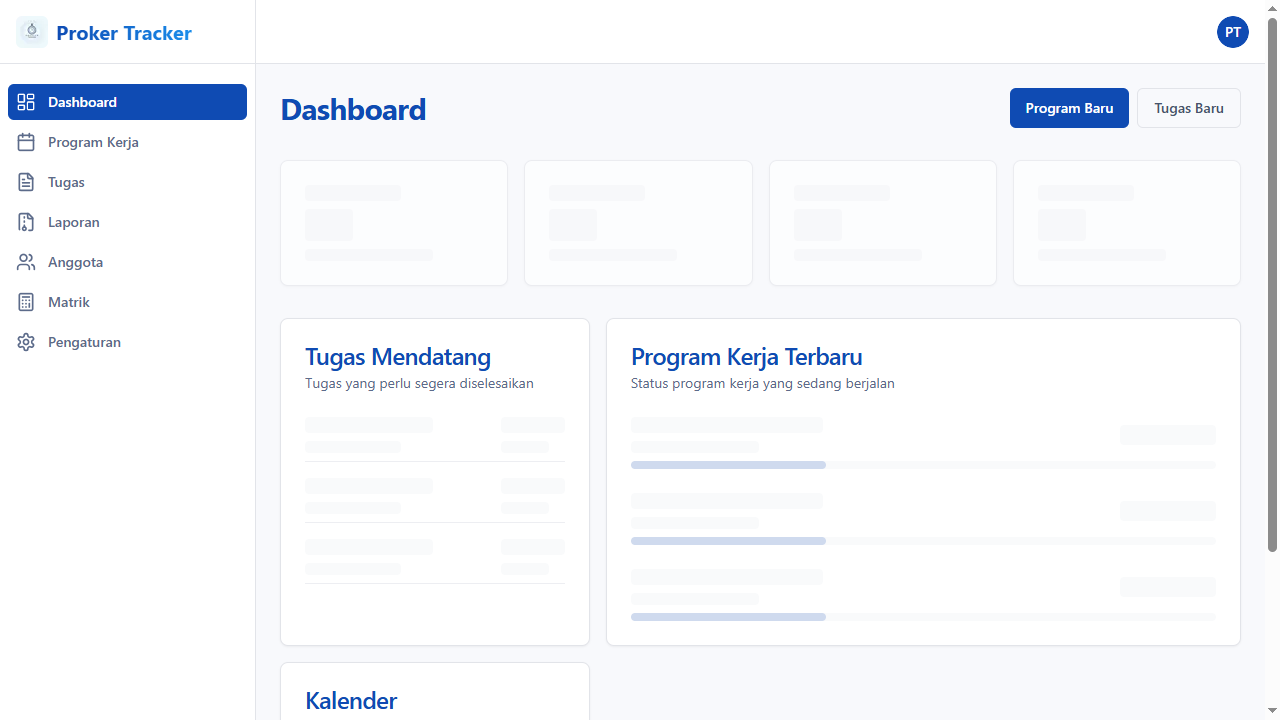 Proker Tracker
PT
Dashboard
Program Kerja
Tugas
Laporan
Anggota
Matrik
Pengaturan
Dashboard
Program Baru
Tugas Baru
Tugas Mendatang
Tugas yang perlu segera diselesaikan
Program Kerja Terbaru
Status program kerja yang sedang berjalan
Kalender